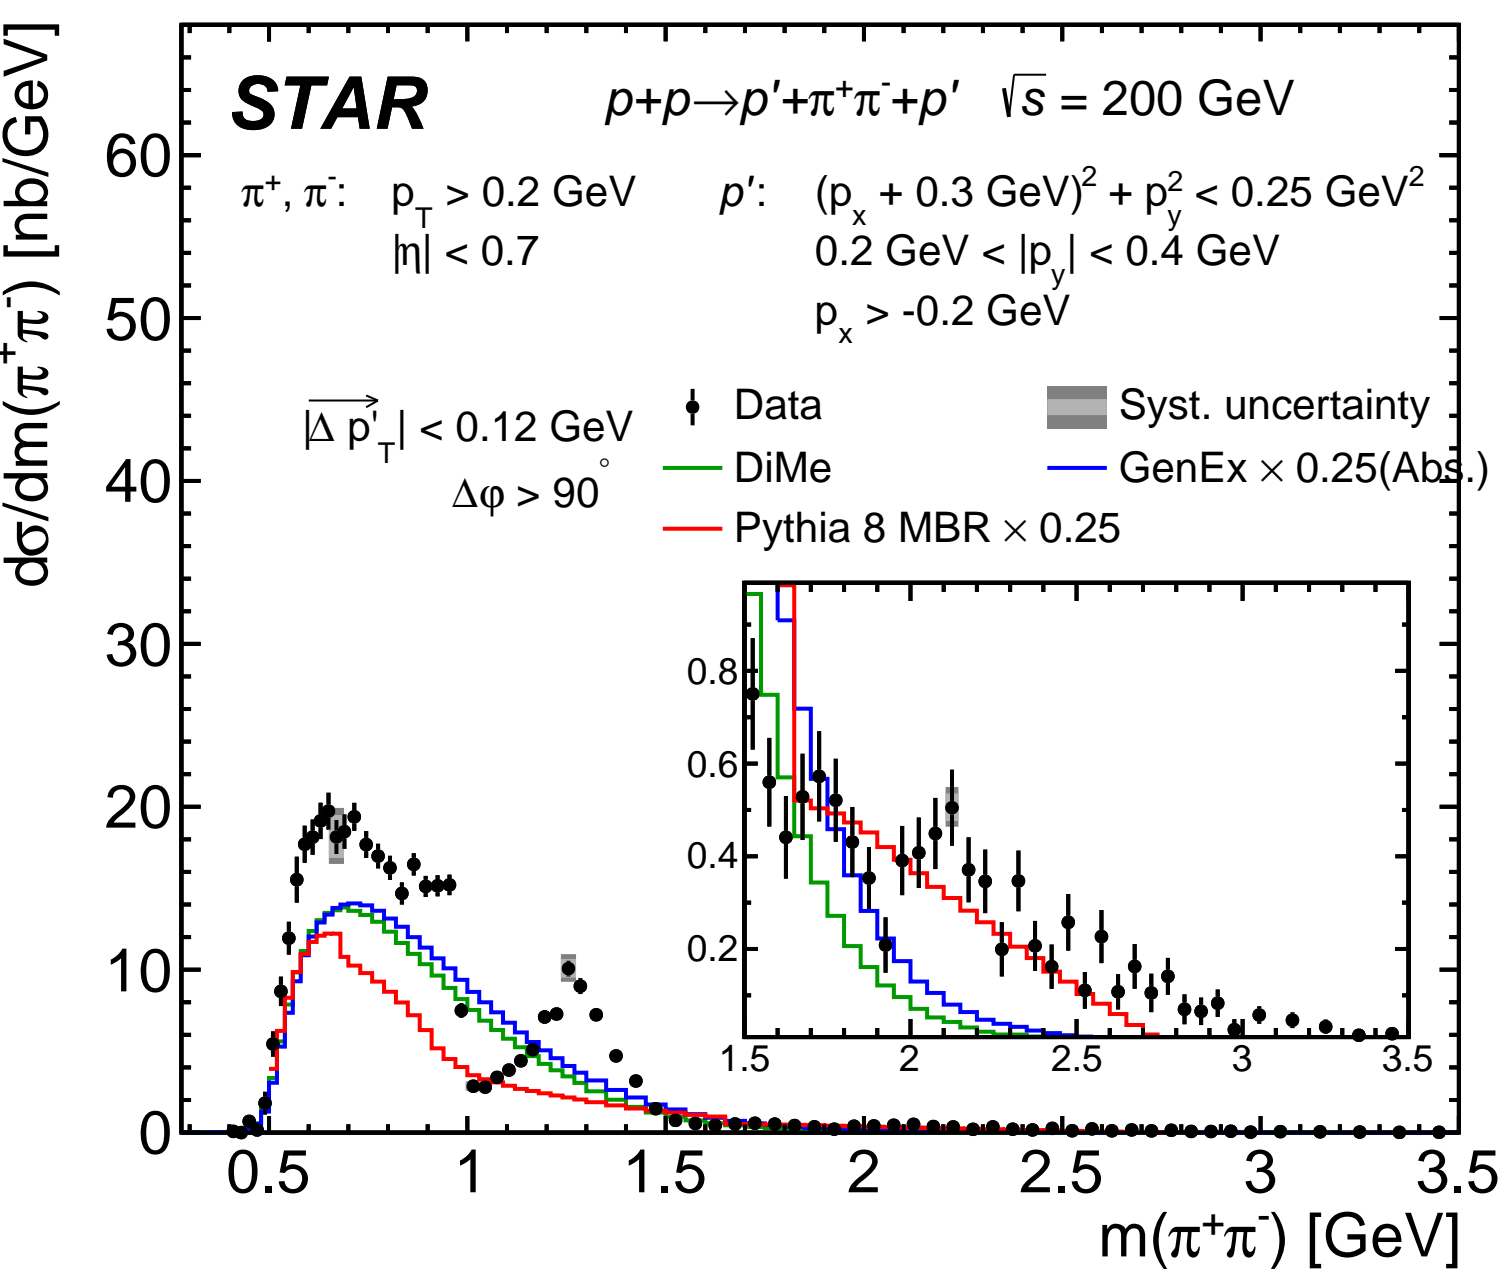 STAR
p+p→p′+π⁺π⁻+p′ √s = 200 GeV
π⁺, π⁻: p_T > 0.2 GeV
|η| < 0.7
p′: (p_x + 0.3 GeV)² + p_y² < 0.25 GeV²
0.2 GeV < |p_y| < 0.4 GeV
p_x > -0.2 GeV
|Δ p′_T| < 0.12 GeV
Δφ > 90°
Data
Syst. uncertainty
DiMe
GenEx × 0.25(Abs.)
Pythia 8 MBR × 0.25
dσ/dm(π⁺π⁻) [nb/GeV]
60
50
40
30
20
10
0
0.8
0.6
0.4
0.2
1.5 2 2.5 3 3.5
0.5 1 1.5 2 2.5 3 3.5
m(π⁺π⁻) [GeV]